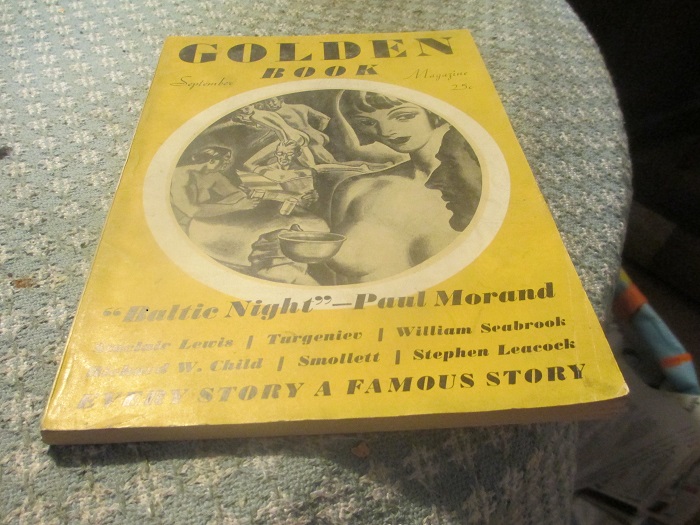 GOLDEN
BOOK
September Magazine
25¢
"Baltic Night"—Paul Morand
Sinclair Lewis | Turgeniev | William Seabrook
Richard W. Child | Smollett | Stephen Leacock
EVERY STORY A FAMOUS STORY